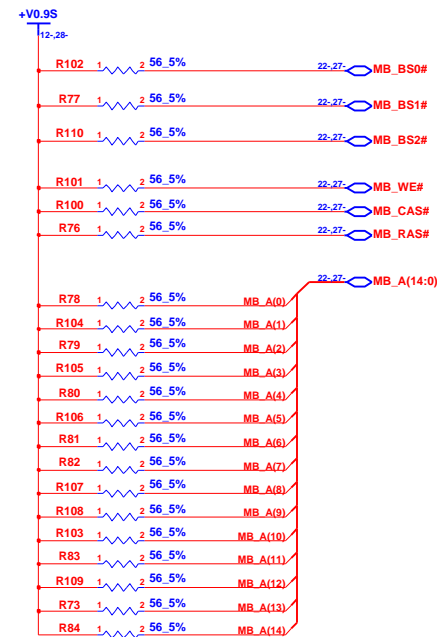 +V0.9S
12-,28-
R102 1 2 56_5% 22-,27- MB_BS0#
R77 1 2 56_5% 22-,27- MB_BS1#
R110 1 2 56_5% 22-,27- MB_BS2#
R101 1 2 56_5% 22-,27- MB_WE#
R100 1 2 56_5% 22-,27- MB_CAS#
R76 1 2 56_5% 22-,27- MB_RAS#
22-,27- MB_A(14:0)
R78 1 2 56_5% MB_A(0)
R104 1 2 56_5% MB_A(1)
R79 1 2 56_5% MB_A(2)
R105 1 2 56_5% MB_A(3)
R80 1 2 56_5% MB_A(4)
R106 1 2 56_5% MB_A(5)
R81 1 2 56_5% MB_A(6)
R82 1 2 56_5% MB_A(7)
R107 1 2 56_5% MB_A(8)
R108 1 2 56_5% MB_A(9)
R103 1 2 56_5% MB_A(10)
R83 1 2 56_5% MB_A(11)
R109 1 2 56_5% MB_A(12)
R73 1 2 56_5% MB_A(13)
R84 1 2 56_5% MB_A(14)